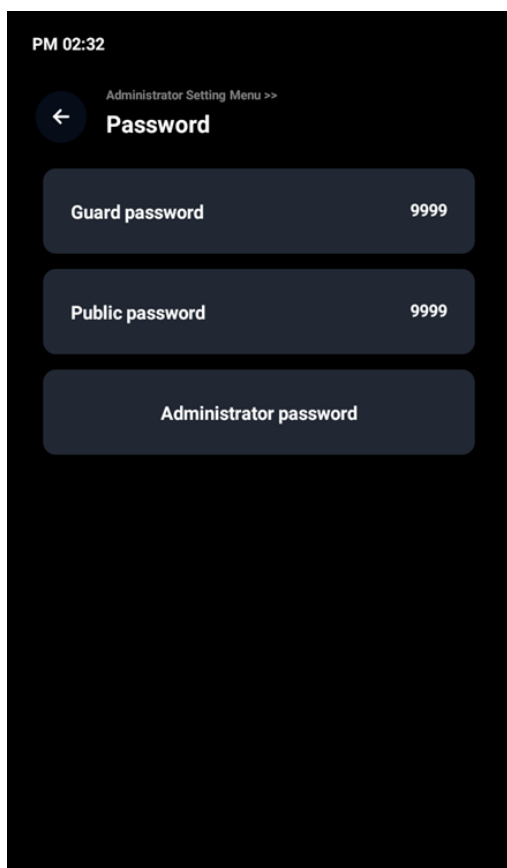 PM 02:32
Administrator Setting Menu >>
Password
Guard password 9999
Public password 9999
Administrator password